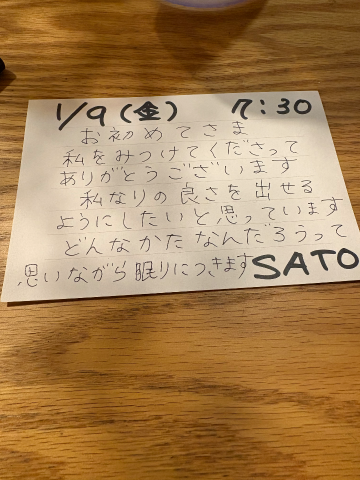 1/9(金) 7:30
お初めてさま
私をみつけてくださって
ありがとうございます
私なりの良さを出せる
ようにしたいと思っています
どんなかたなんだろうって
思いながら眠りにつきます SATO